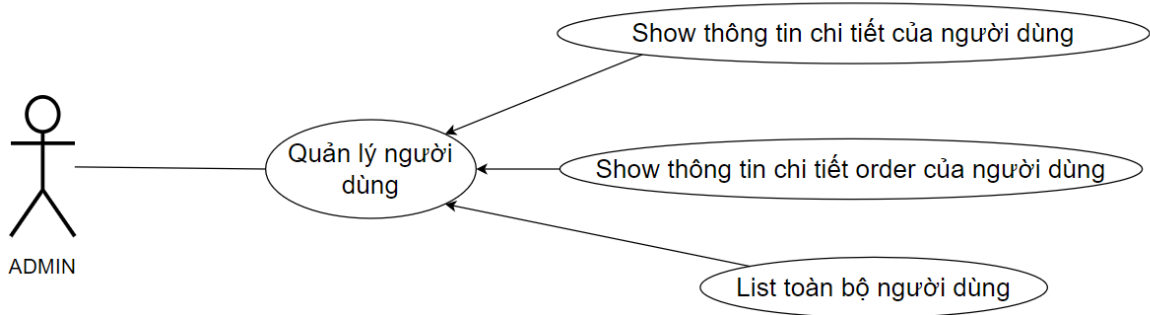 Show thông tin chi tiết của người dùng
Quản lý người
dùng
Show thông tin chi tiết order của người dùng
ADMIN
List toàn bộ người dùng